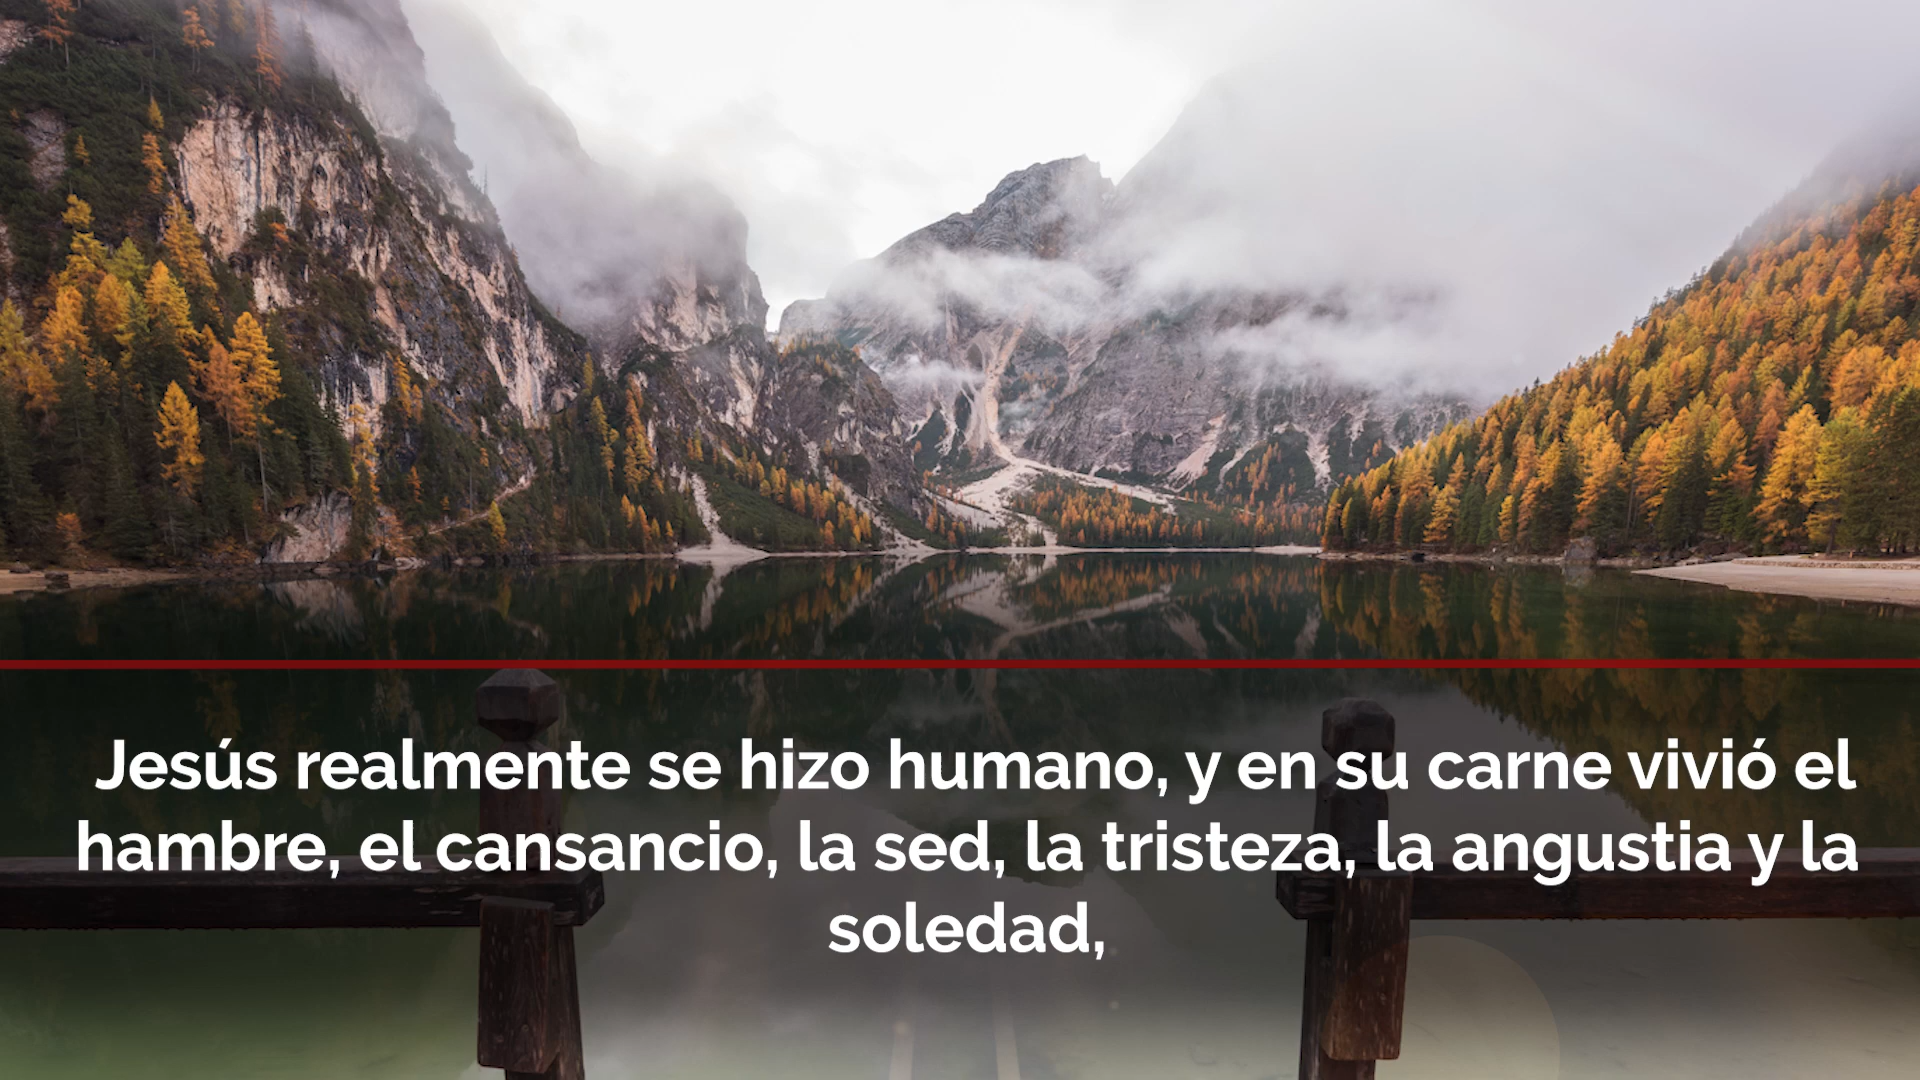 Jesús realmente se hizo humano, y en su carne vivió el
hambre, el cansancio, la sed, la tristeza, la angustia y la
soledad,